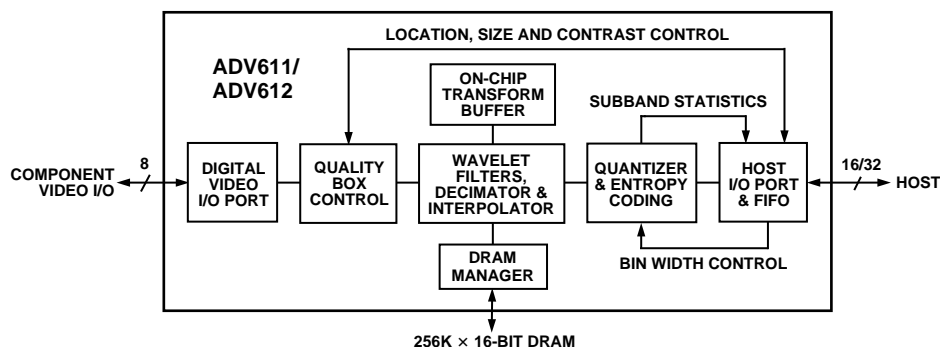 LOCATION, SIZE AND CONTRAST CONTROL
ADV611/
ADV612
ON-CHIP
TRANSFORM
BUFFER
SUBBAND STATISTICS
COMPONENT
VIDEO I/O
8
DIGITAL
VIDEO
I/O PORT
QUALITY
BOX
CONTROL
WAVELET
FILTERS,
DECIMATOR &
INTERPOLATOR
QUANTIZER
& ENTROPY
CODING
HOST
I/O PORT
& FIFO
16/32
HOST
DRAM
MANAGER
BIN WIDTH CONTROL
256K × 16-BIT DRAM